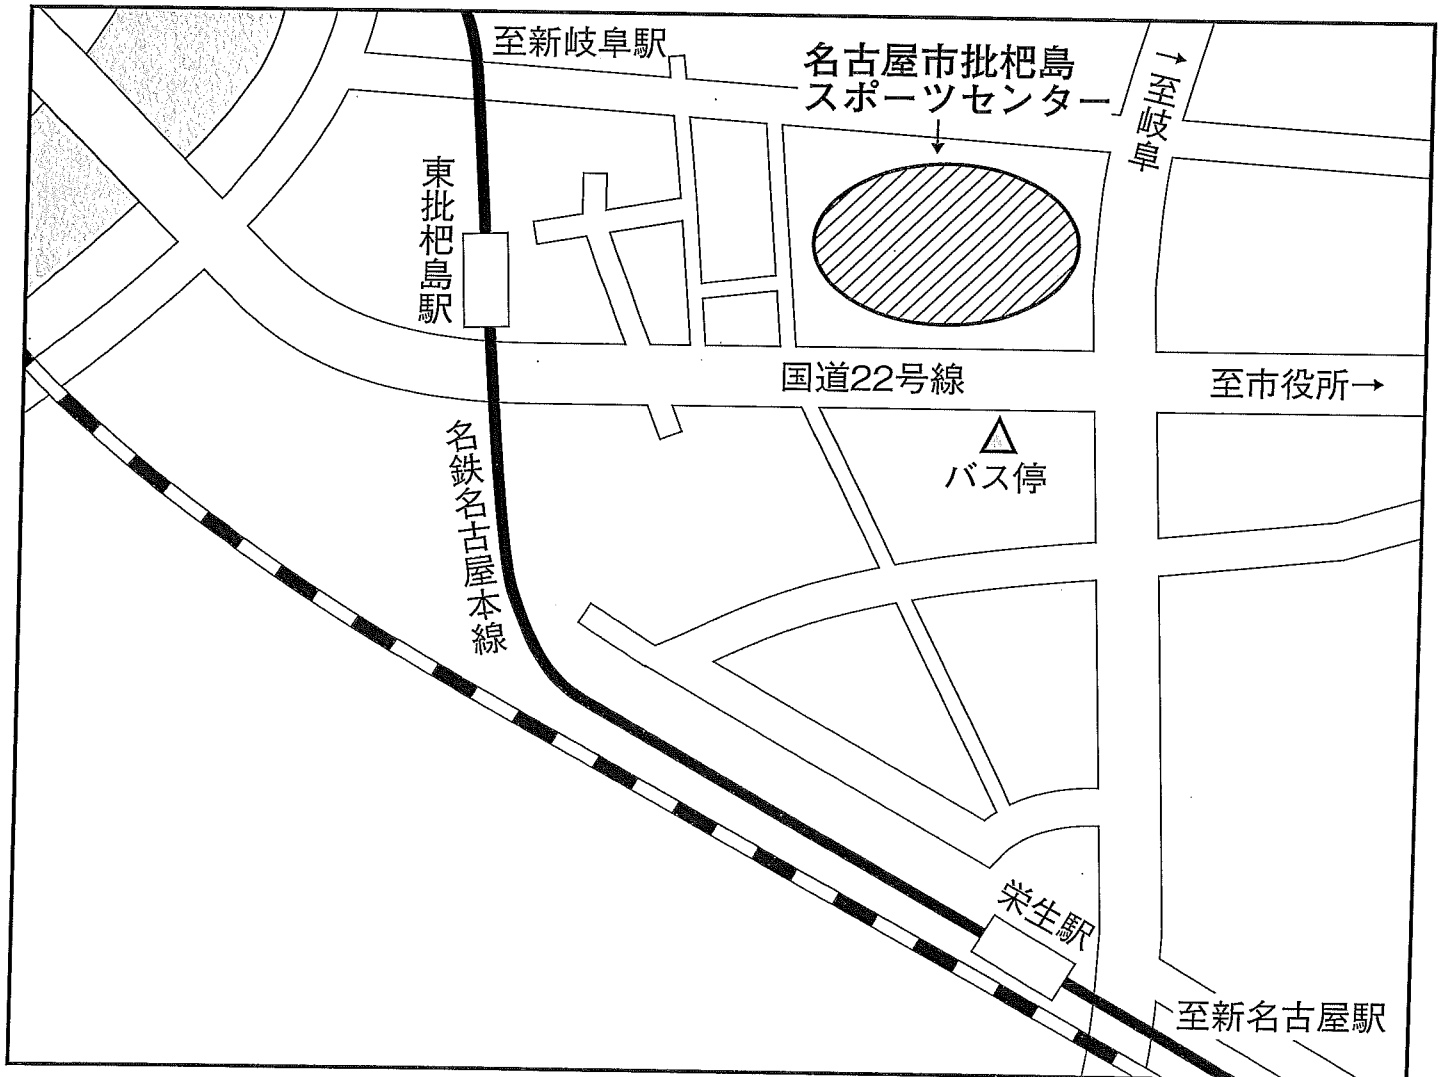 至新岐阜駅
名古屋市批杷島
スポーツセンター
↑至岐阜
東批杷島駅
国道22号線
至市役所→
バス停
名鉄名古屋本線
栄生駅
至新名古屋駅